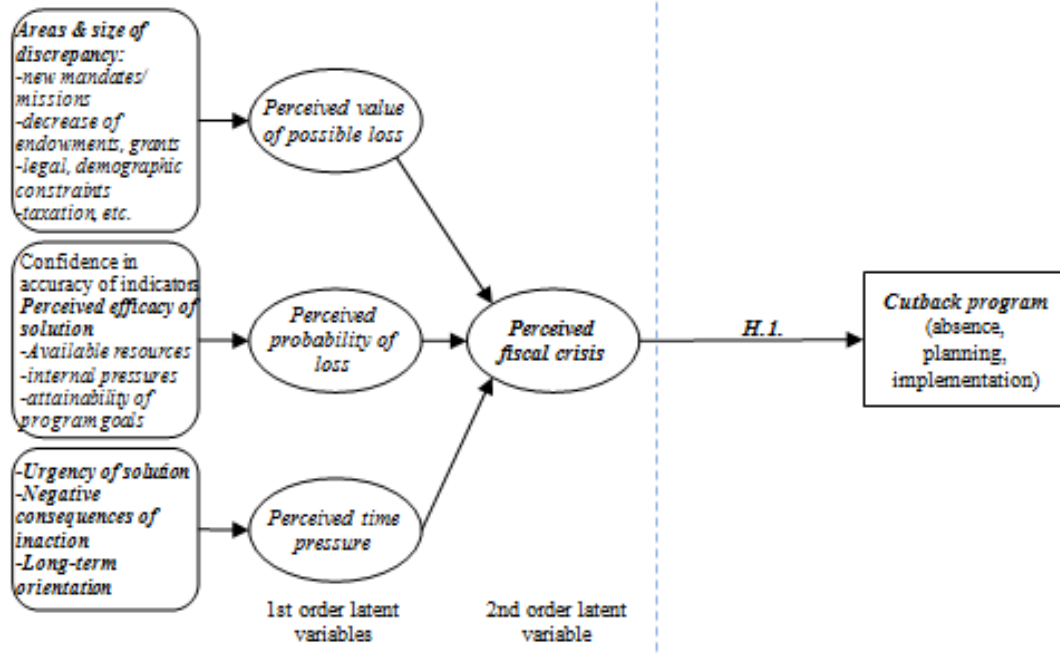 Areas & size of
discrepancy:
-new mandates/
missions
-decrease of
endowments, grants
-legal, demographic
constraints
-taxation, etc.
Perceived value
of possible loss
Confidence in
accuracy of indicators
Perceived efficacy of
solution
-Available resources
-internal pressures
-attainability of
program goals
Perceived
probability of
loss
Perceived
fiscal crisis
H.1.
Cutback program
(absence,
planning,
implementation)
-Urgency of solution
-Negative
consequences of
inaction
-Long-term
orientation
Perceived time
pressure
1st order latent
variables
2nd order latent
variable